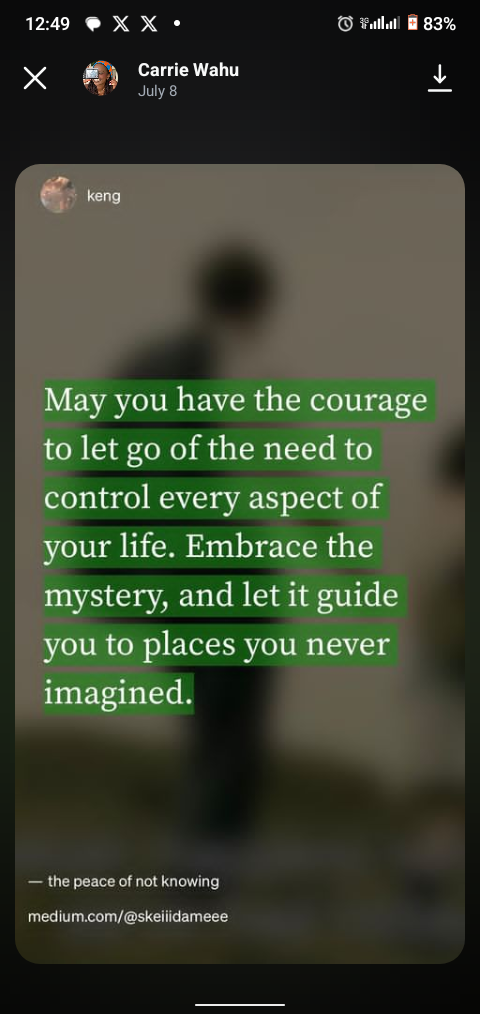 12:49
83%
Carrie Wahu
July 8
keng
May you have the courage
to let go of the need to
control every aspect of
your life. Embrace the
mystery, and let it guide
you to places you never
imagined.
— the peace of not knowing
medium.com/@skeiiidameee